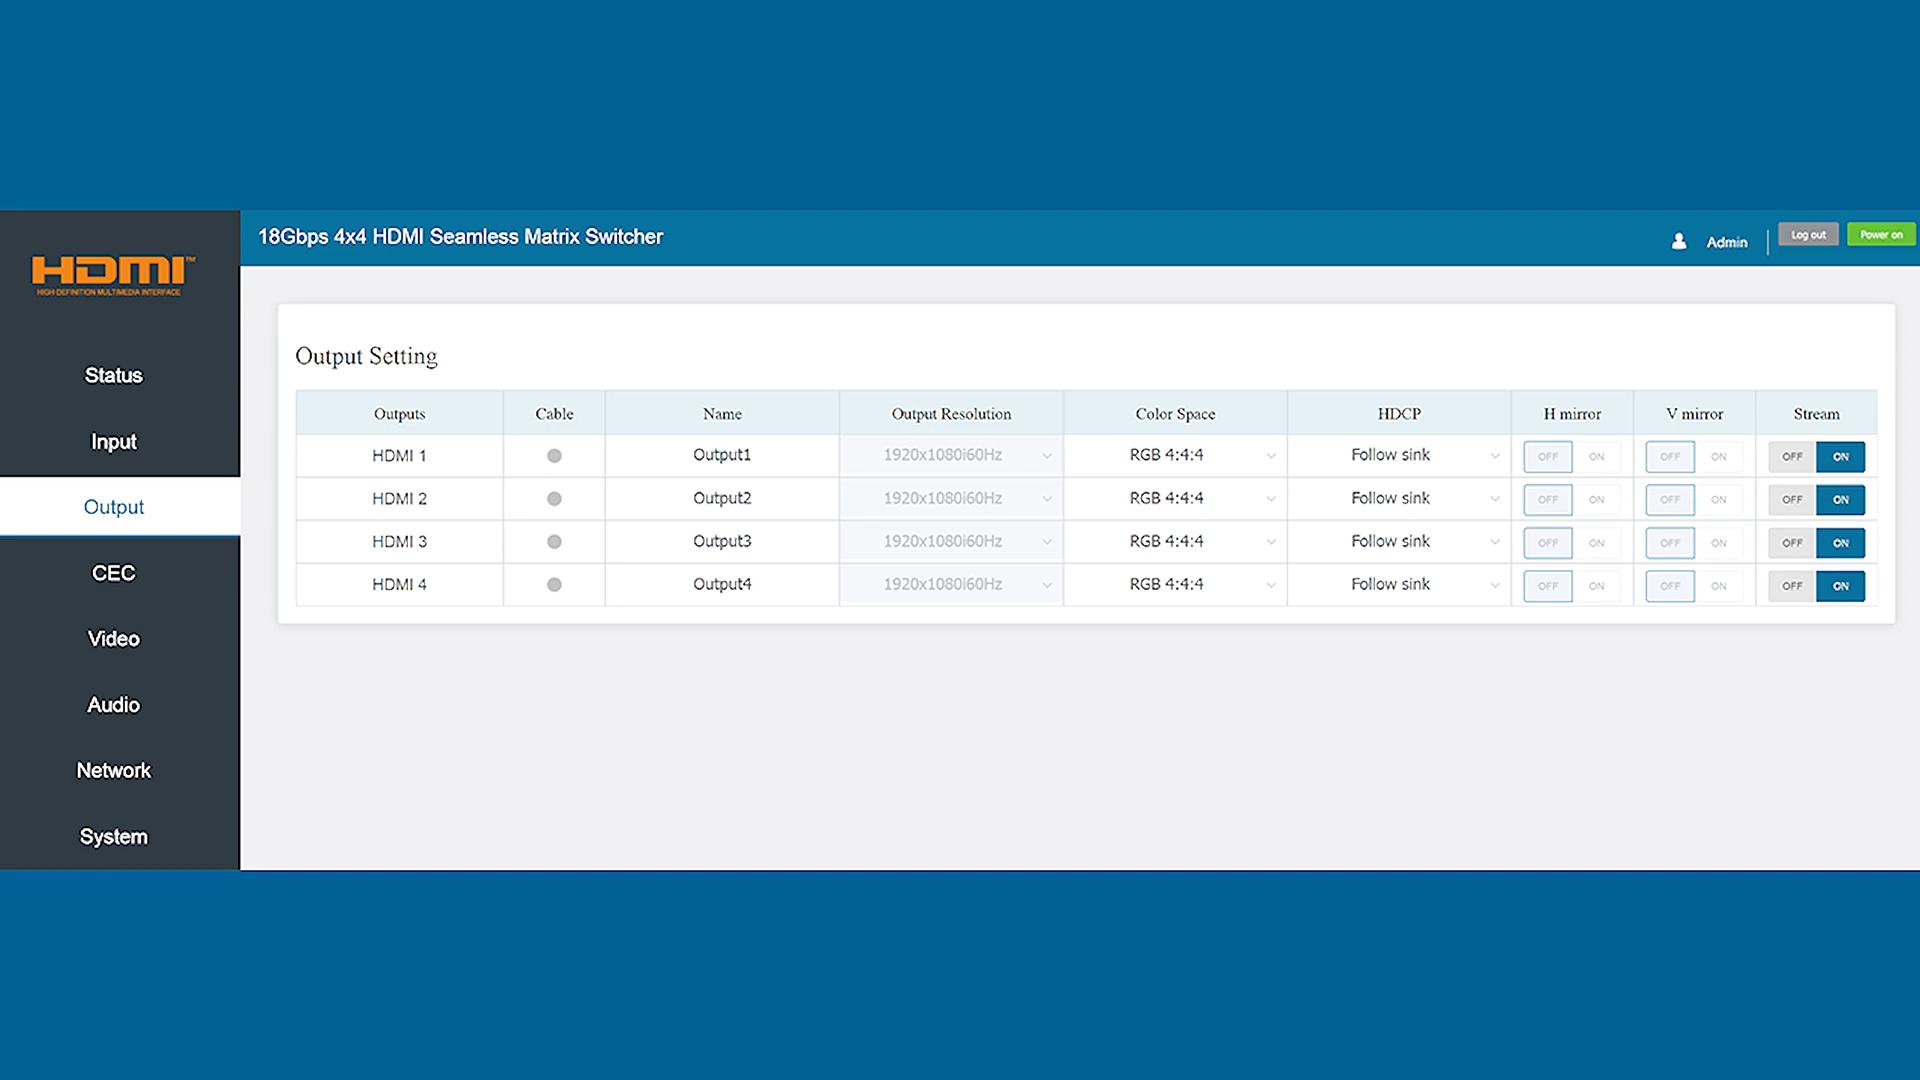 HDMI™
HIGH-DEFINITION MULTIMEDIA INTERFACE
18Gbps 4x4 HDMI Seamless Matrix Switcher
Admin
Log out
Power on
Status
Input
Output
CEC
Video
Audio
Network
System
Output Setting
Outputs Cable Name Output Resolution Color Space HDCP H mirror V mirror Stream
HDMI 1 Output1 1920x1080i60Hz RGB 4:4:4 Follow sink OFF ON OFF ON OFF ON
HDMI 2 Output2 1920x1080i60Hz RGB 4:4:4 Follow sink OFF ON OFF ON OFF ON
HDMI 3 Output3 1920x1080i60Hz RGB 4:4:4 Follow sink OFF ON OFF ON OFF ON
HDMI 4 Output4 1920x1080i60Hz RGB 4:4:4 Follow sink OFF ON OFF ON OFF ON